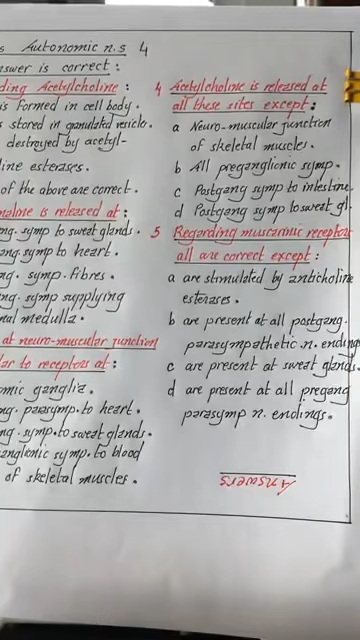 s Autonomic n.s 4
nswer is correct :
ding Acetylcholine :
is formed in cell body.
s stored in granulated vesicle.
destroyed by acetyl-
line esterases.
of the above are correct.
naline is released at :
ng. symp to sweat glands.
ang symp to heart.
ng. symp. fibres.
ng. symp supplying
nal medulla.
at neuro-muscular junction
lar to receptors at :
omic ganglia.
ng. parasymp. to heart.
ng. symp. to sweat glands.
anglionic symp. to blood
of skeletal muscles.
4 Acetylcholine is released at
all these sites except :
a Neuro-muscular junction
of skeletal muscles.
b All preganglionic symp.
c Postgang symp to intestine
d Postgang symp to sweat gl.
5 Regarding muscarinic receptor
all are correct except :
a are stimulated by anticholine
esterases.
b are present at all postgang.
parasympathetic .n. endings
c are present at sweat glands.
d are present at all pregang
parasymp n. endings.
Answers